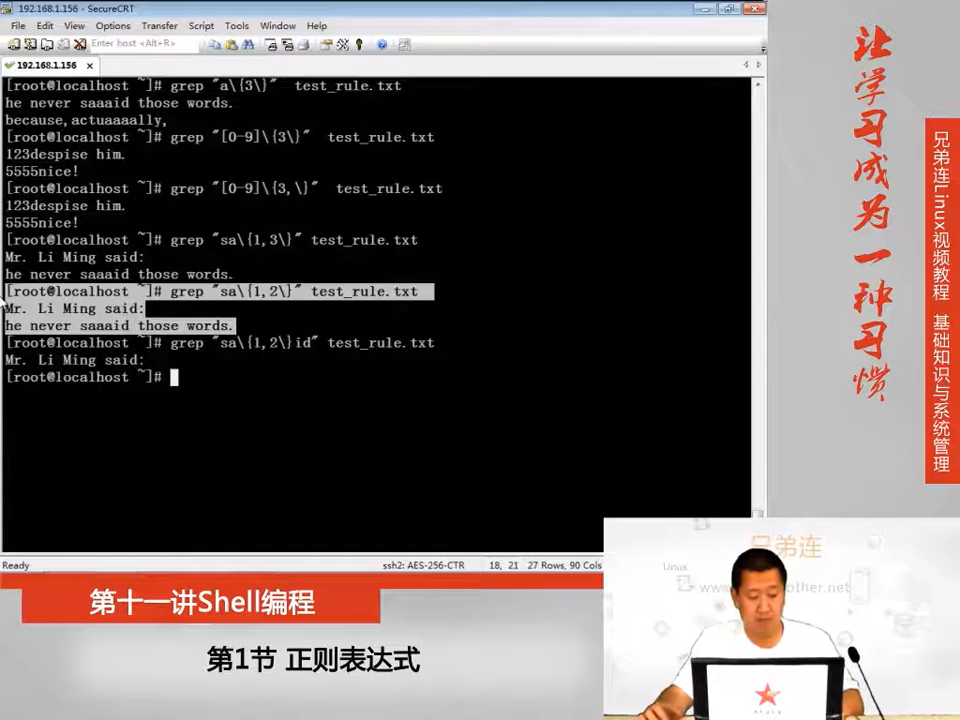 192.168.1.156 - SecureCRT
File Edit View Options Transfer Script Tools Window Help
Enter host <Alt+R>
192.168.1.156
[root@localhost ~]# grep "a\{3\}" test_rule.txt
he never saaaid those words.
because,actuaaaally,
[root@localhost ~]# grep "[0-9]\{3\}" test_rule.txt
123despise him.
5555nice!
[root@localhost ~]# grep "[0-9]\{3,\}" test_rule.txt
123despise him.
5555nice!
[root@localhost ~]# grep "sa\{1,3\}" test_rule.txt
Mr. Li Ming said:
he never saaaid those words.
[root@localhost ~]# grep "sa\{1,2\}" test_rule.txt
Mr. Li Ming said:
he never saaaid those words.
[root@localhost ~]# grep "sa\{1,2\}id" test_rule.txt
Mr. Li Ming said:
[root@localhost ~]#
Ready ssh2: AES-256-CTR 18, 21 27 Rows, 90 Cols
让学习成为一种习惯
兄弟连Linux视频教程 基础知识与系统管理
第十一讲Shell编程
第1节 正则表达式
兄弟连
Linux